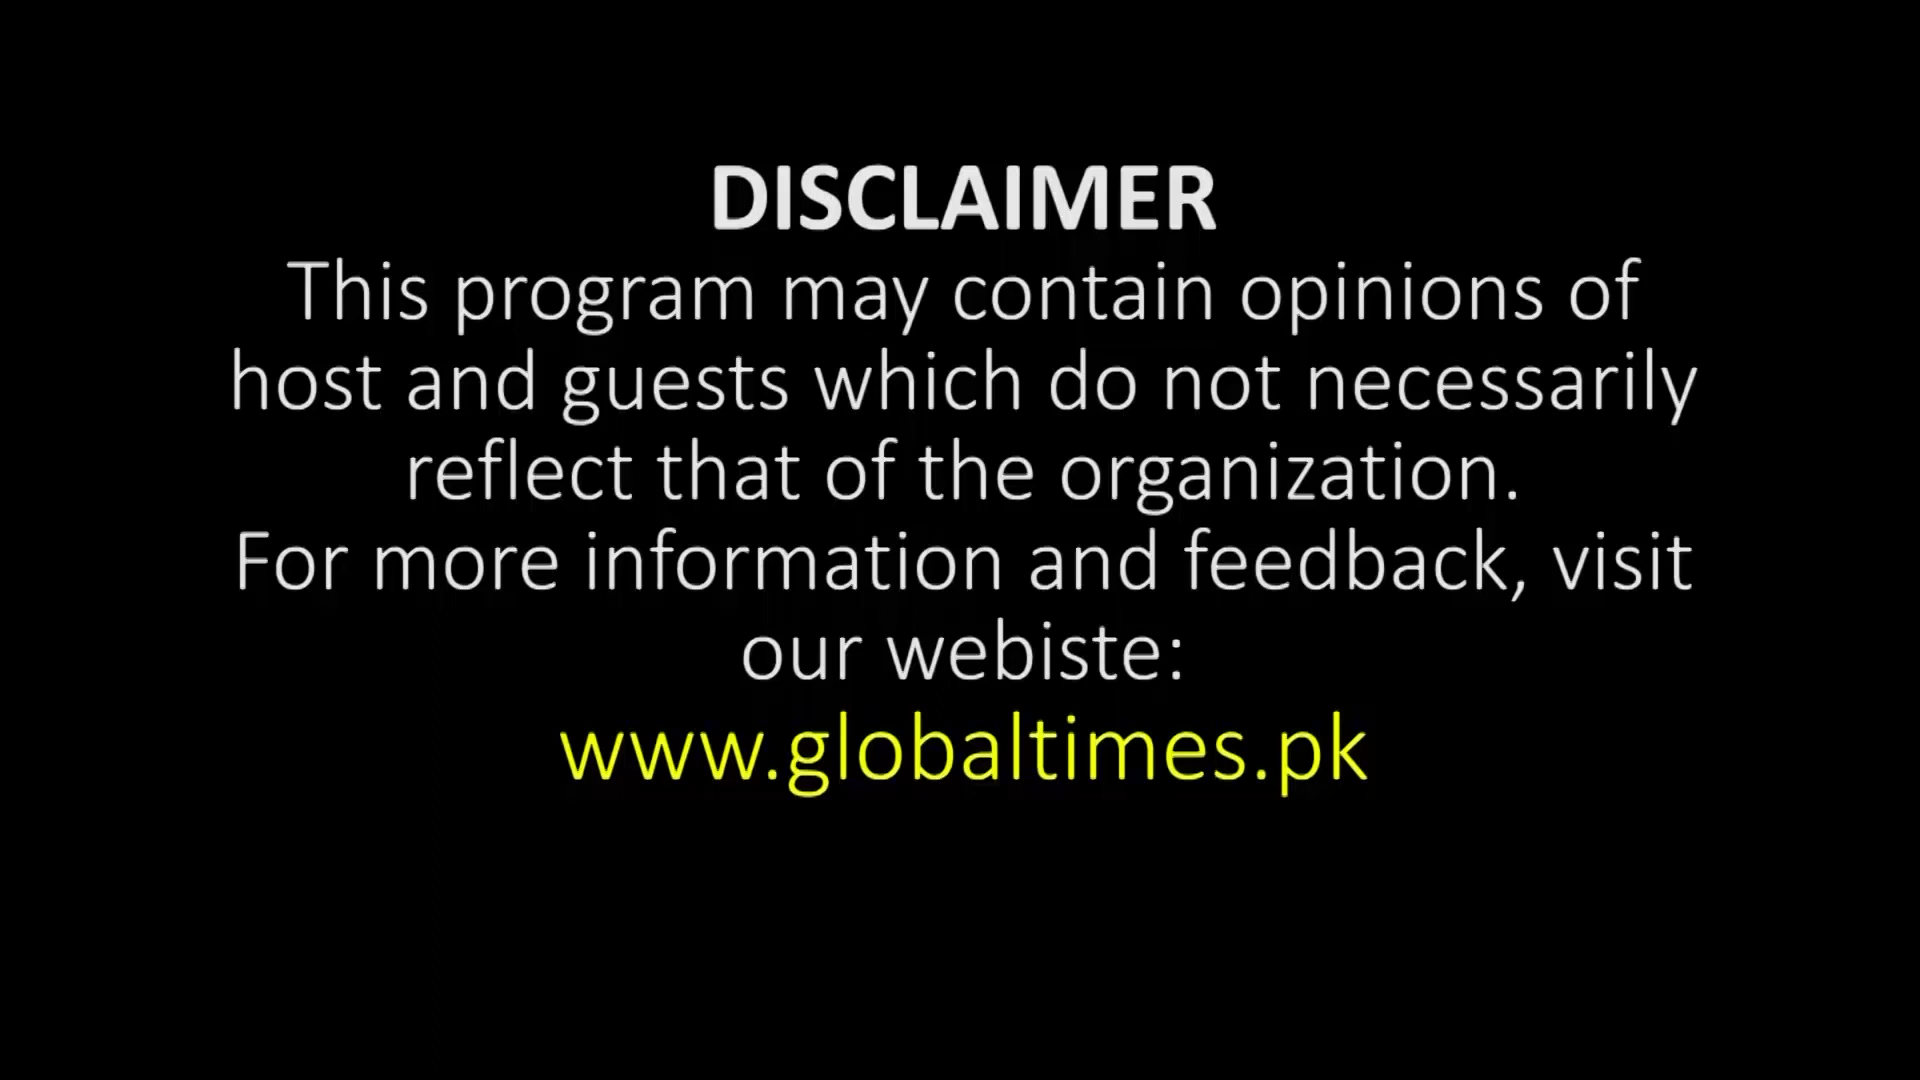 DISCLAIMER
This program may contain opinions of
host and guests which do not necessarily
reflect that of the organization.
For more information and feedback, visit
our webiste:
www.globaltimes.pk